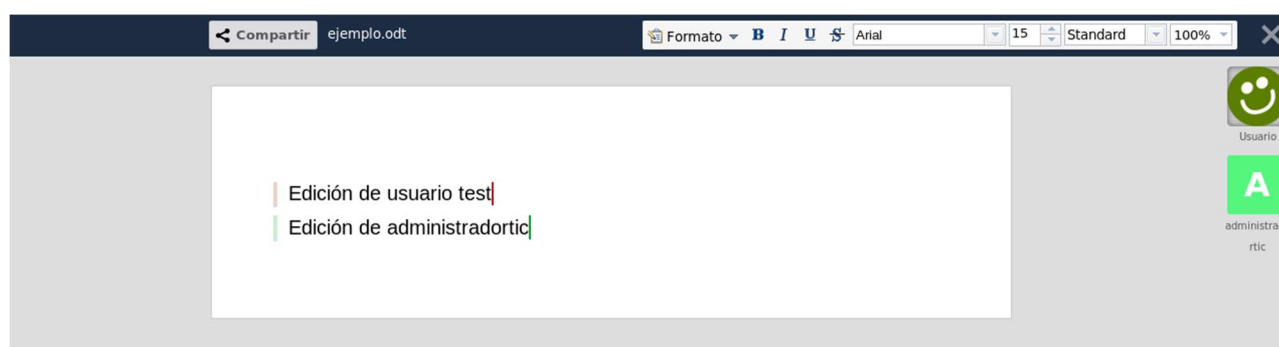 Compartir ejemplo.odt Formato B I U S Arial 15 Standard 100%
Usuario
Edición de usuario test
A
Edición de administradortic
administra
rtic